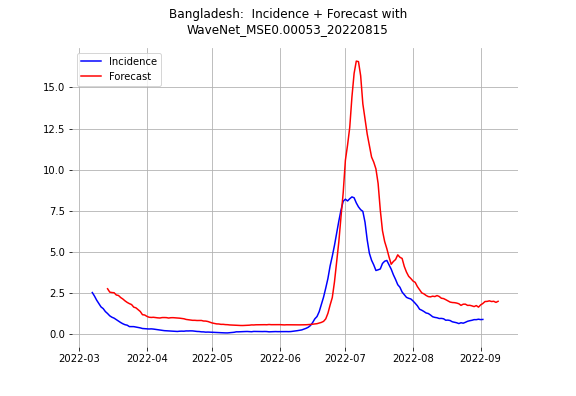 Bangladesh:  Incidence + Forecast with
WaveNet_MSE0.00053_20220815
Incidence
Forecast
15.0
12.5
10.0
7.5
5.0
2.5
0.0
2022-03 2022-04 2022-05 2022-06 2022-07 2022-08 2022-09